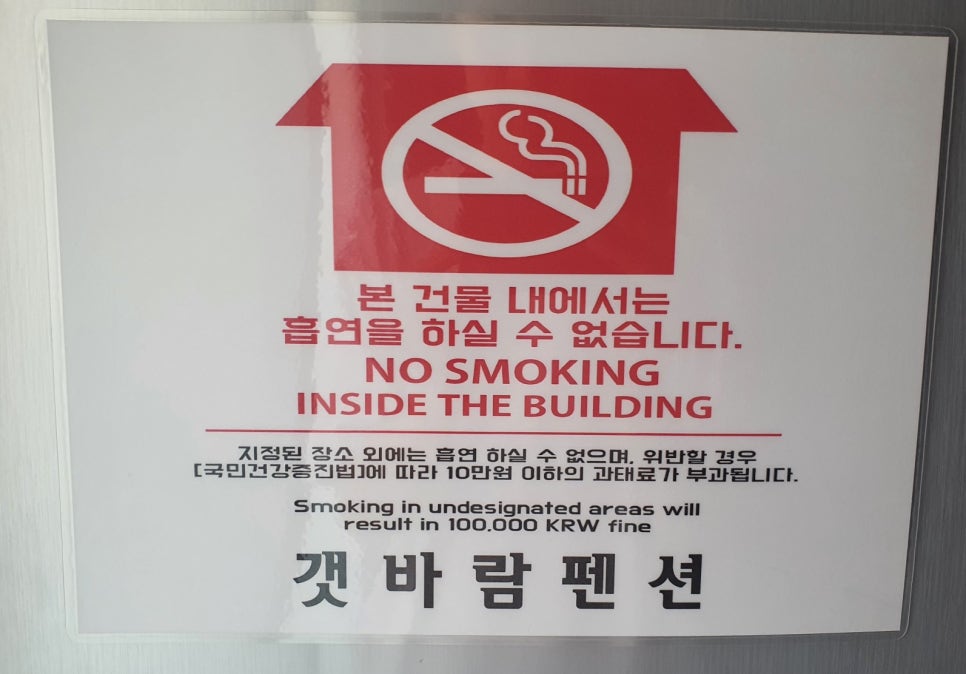 본 건물 내에서는
흡연을 하실 수 없습니다.
NO SMOKING
INSIDE THE BUILDING
지정된 장소 외에는 흡연 하실 수 없으며, 위반할 경우
[국민건강증진법]에 따라 10만원 이하의 과태료가 부과됩니다.
Smoking in undesignated areas will
result in 100,000 KRW fine
갯바람펜션